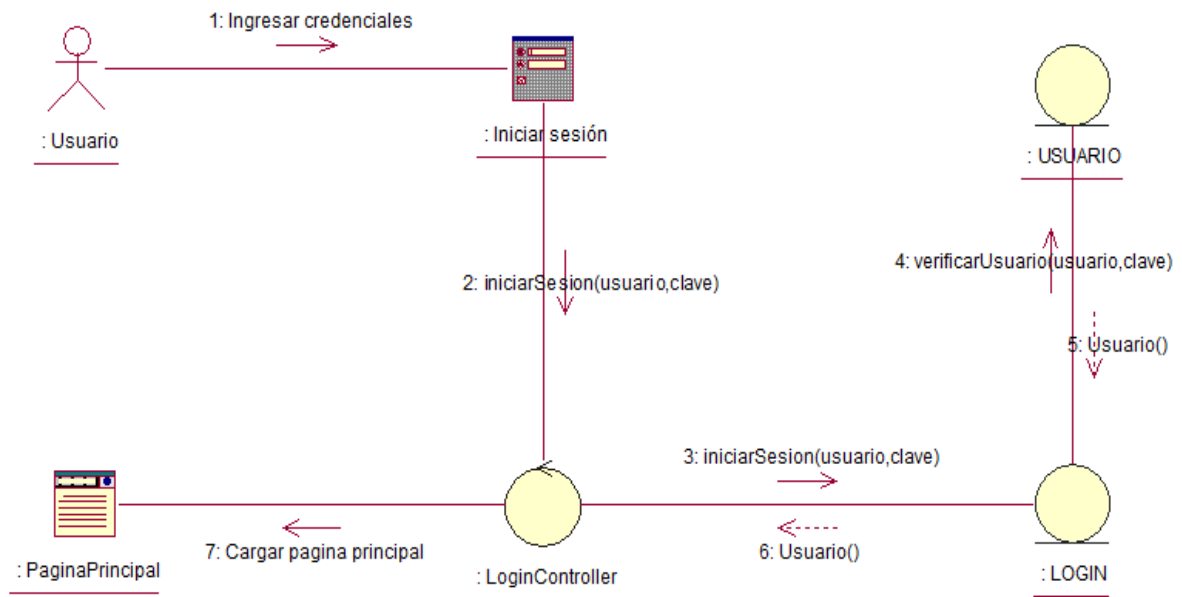 1: Ingresar credenciales
: Usuario
: Iniciar sesión
: USUARIO
2: iniciarSesion(usuario,clave)
4: verificarUsuario(usuario,clave)
5: Usuario()
3: iniciarSesion(usuario,clave)
7: Cargar pagina principal
6: Usuario()
: PaginaPrincipal
: LoginController
: LOGIN